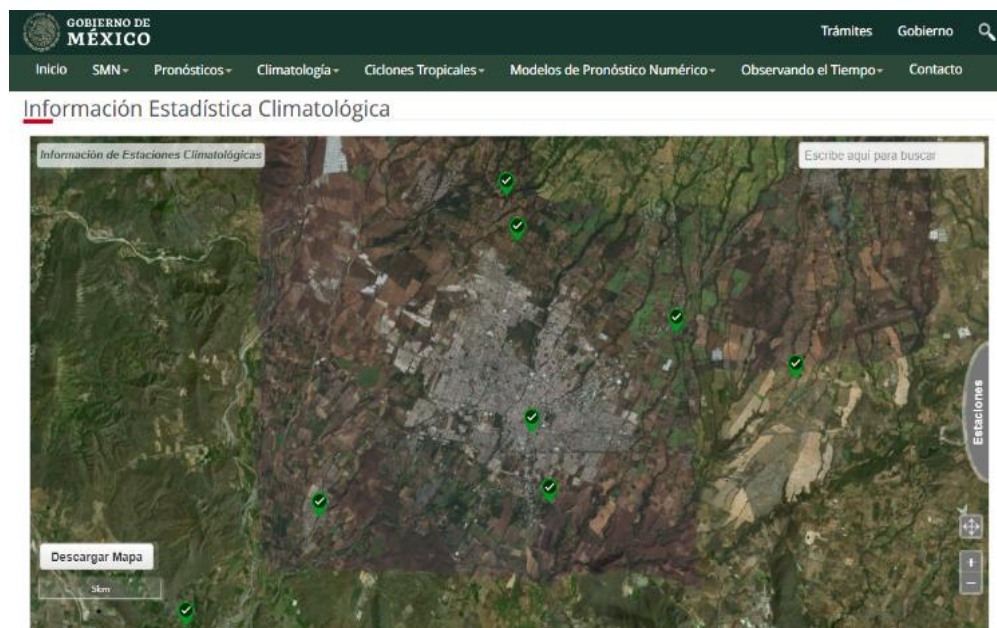 GOBIERNO DE
MÉXICO
Trámites Gobierno
Inicio SMN Pronósticos Climatología Ciclones Tropicales Modelos de Pronóstico Numérico Observando el Tiempo Contacto
Información Estadística Climatológica
Información de Estaciones Climatológicas
Escribe aquí para buscar
Estaciones
Descargar Mapa
5km
+
−